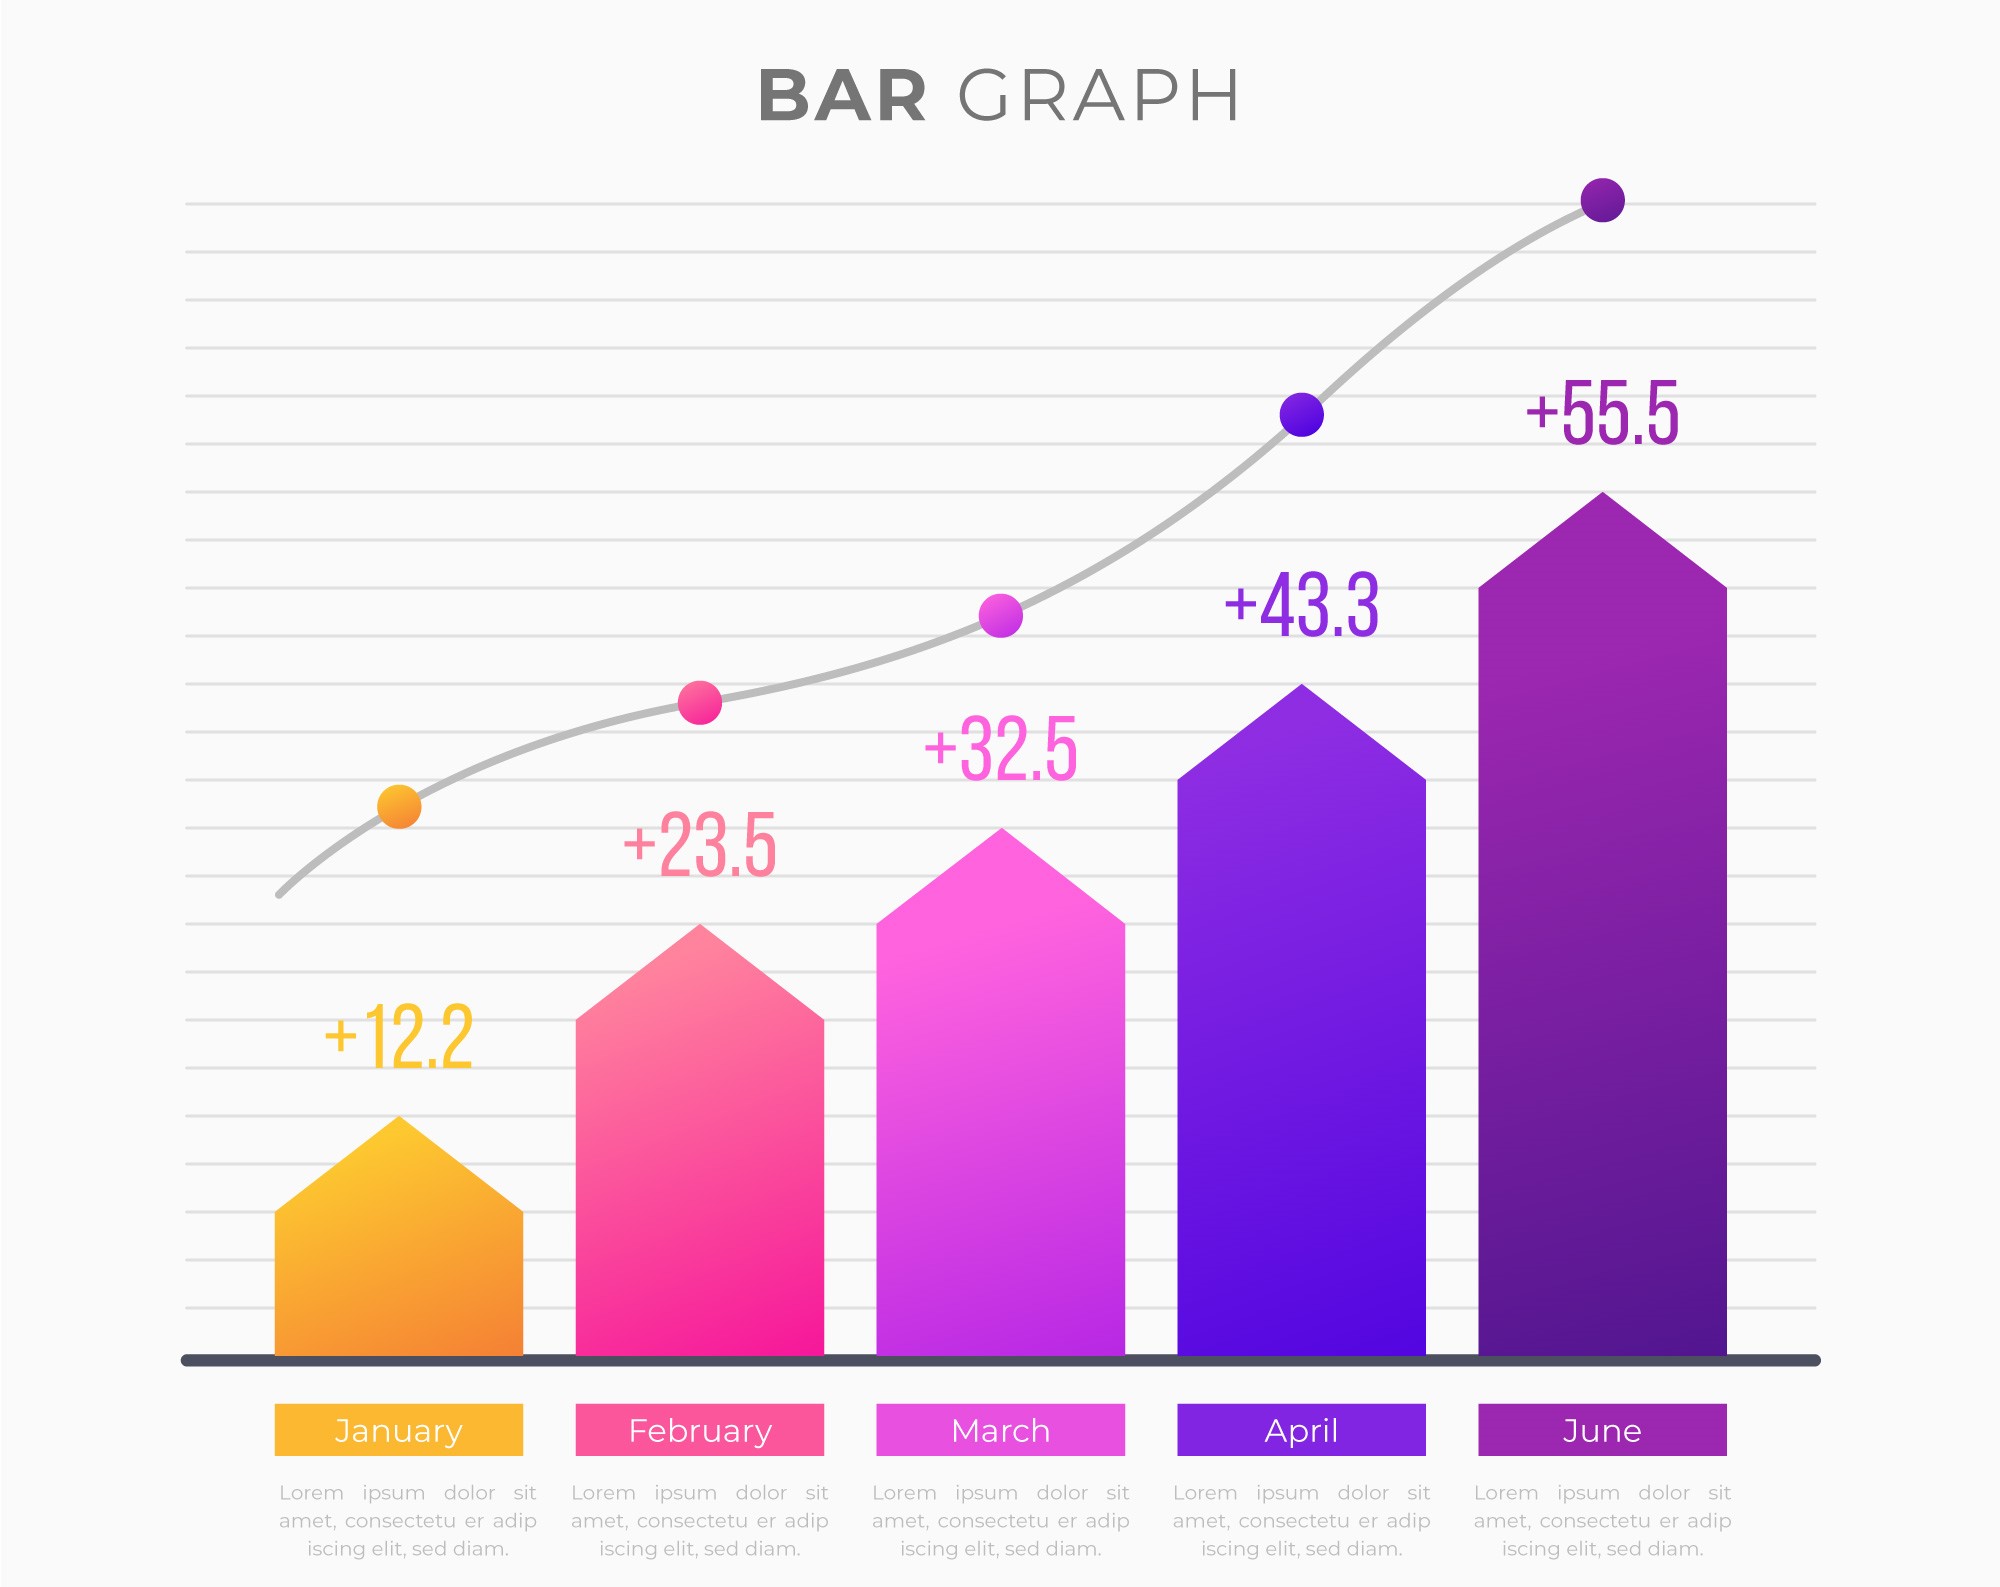 BAR GRAPH
+55.5
+43.3
+32.5
+23.5
+12.2
January
February
March
April
June
Lorem ipsum dolor sit
amet, consectetu er adip
iscing elit, sed diam.
Lorem ipsum dolor sit
amet, consectetu er adip
iscing elit, sed diam.
Lorem ipsum dolor sit
amet, consectetu er adip
iscing elit, sed diam.
Lorem ipsum dolor sit
amet, consectetu er adip
iscing elit, sed diam.
Lorem ipsum dolor sit
amet, consectetu er adip
iscing elit, sed diam.